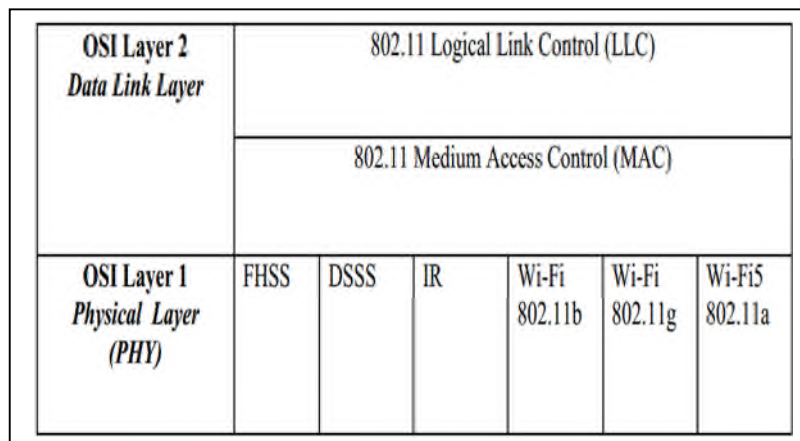 OSI Layer 2
Data Link Layer
802.11 Logical Link Control (LLC)
802.11 Medium Access Control (MAC)
OSI Layer 1
Physical Layer
(PHY)
FHSS
DSSS
IR
Wi-Fi
802.11b
Wi-Fi
802.11g
Wi-Fi5
802.11a